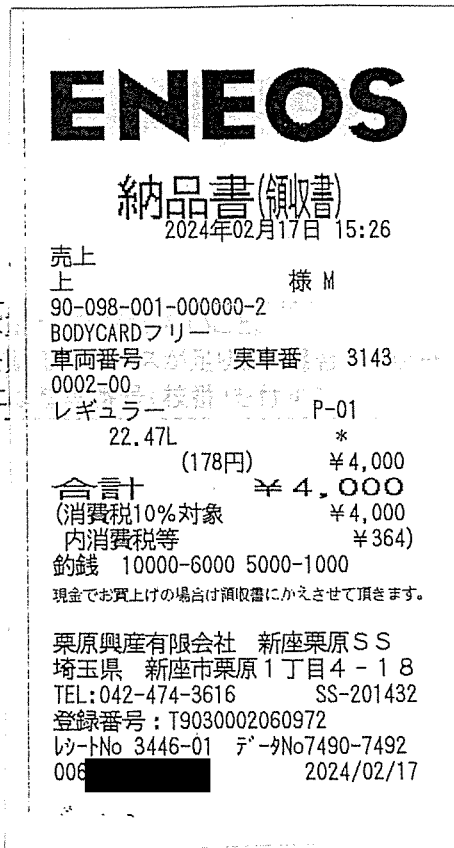 ENEOS
納品書(領収書)
2024年02月17日 15:26
売上
上 様 M
90-098-001-000000-2
BODYCARDフリー
車両番号 実車番 3143
0002-00
レギュラー P-01
22.47L *
(178円) ¥4,000
合計 ¥4,000
(消費税10%対象 ¥4,000
内消費税等 ¥364)
釣銭 10000-6000 5000-1000
現金でお買上げの場合は領収書にかえさせて頂きます。
栗原興産有限会社 新座栗原SS
埼玉県 新座市栗原1丁目4-18
TEL:042-474-3616 SS-201432
登録番号:T9030002060972
レシートNo 3446-01 データNo7490-7492
006 2024/02/17